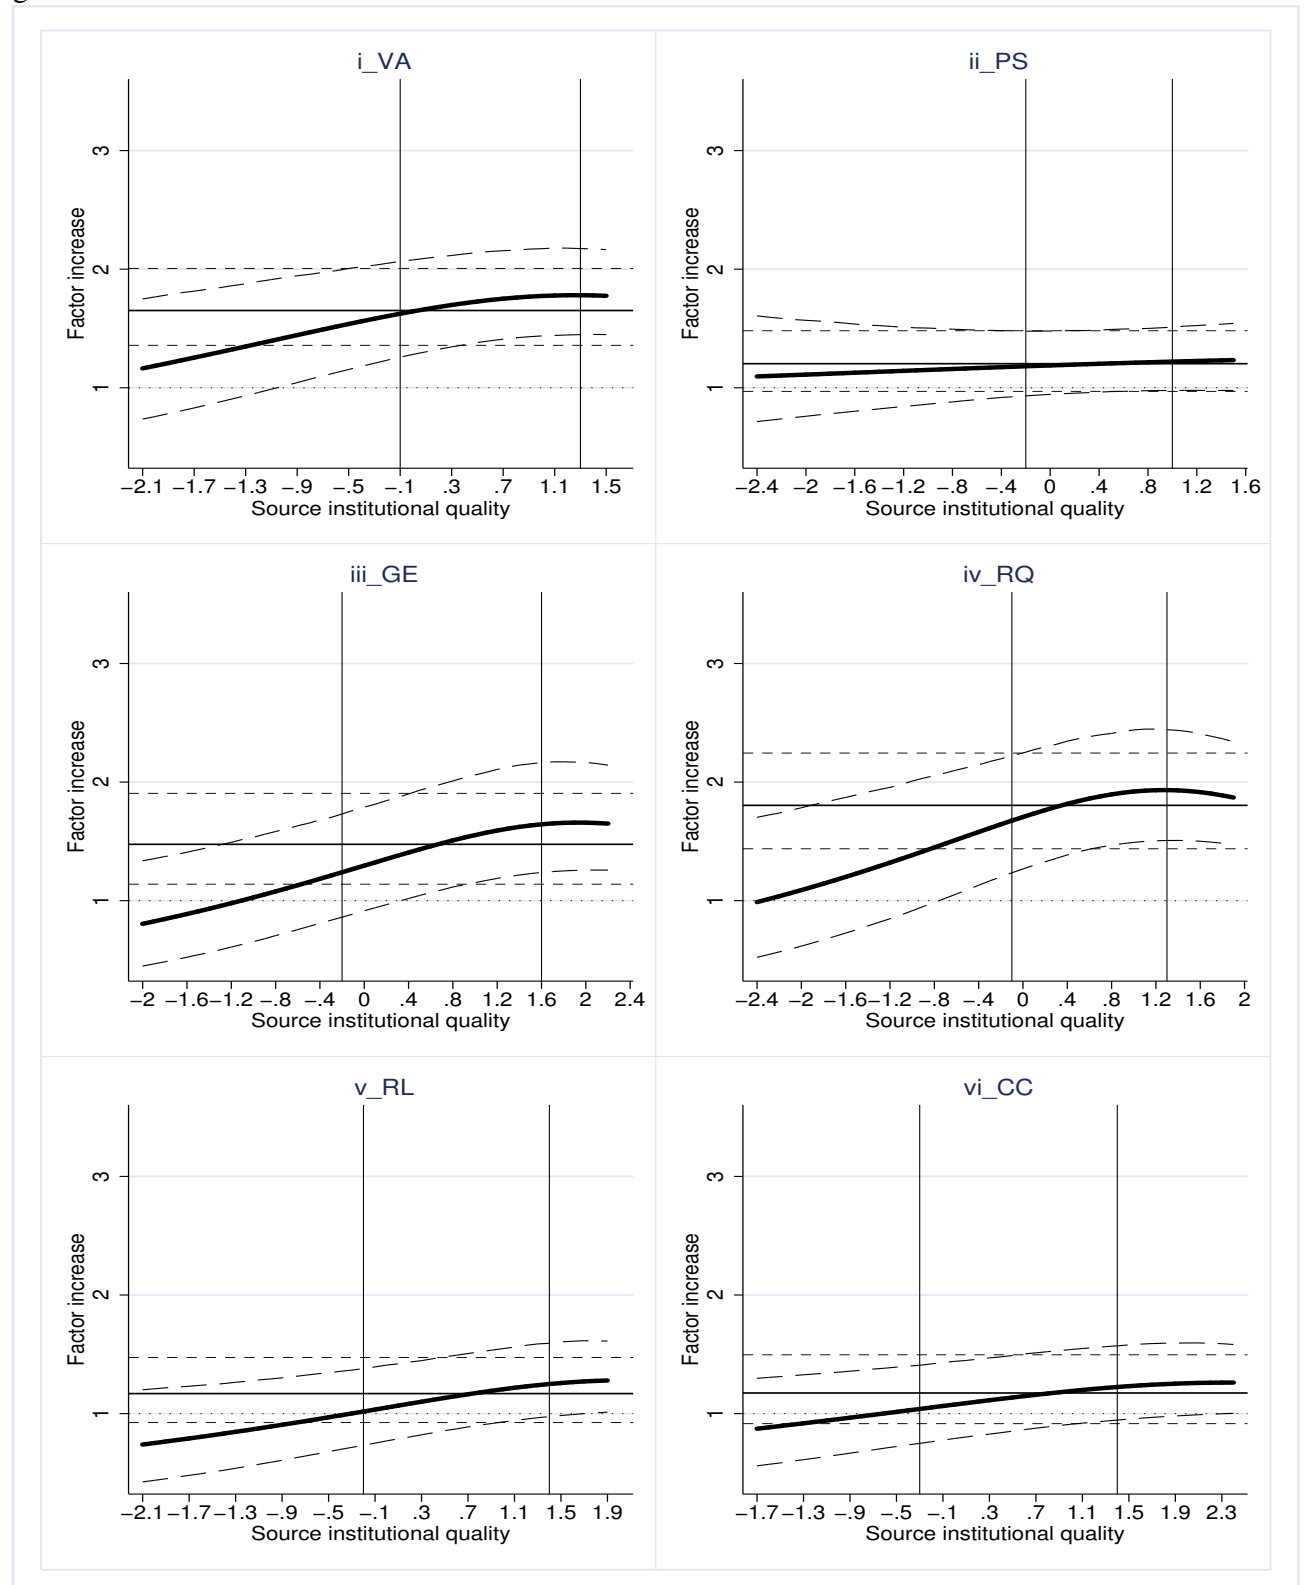 i_VA
ii_PS
3
2
1
Factor increase
−2.1 −1.7 −1.3 −.9 −.5 −.1 .3 .7 1.1 1.5
Source institutional quality
3
2
1
Factor increase
−2.4 −2 −1.6 −1.2 −.8 −.4 0 .4 .8 1.2 1.6
Source institutional quality
iii_GE
iv_RQ
3
2
1
Factor increase
−2 −1.6 −1.2 −.8 −.4 0 .4 .8 1.2 1.6 2 2.4
Source institutional quality
3
2
1
Factor increase
−2.4 −2 −1.6 −1.2 −.8 −.4 0 .4 .8 1.2 1.6 2
Source institutional quality
v_RL
vi_CC
3
2
1
Factor increase
−2.1 −1.7 −1.3 −.9 −.5 −.1 .3 .7 1.1 1.5 1.9
Source institutional quality
3
2
1
Factor increase
−1.7 −1.3 −.9 −.5 −.1 .3 .7 1.1 1.5 1.9 2.3
Source institutional quality